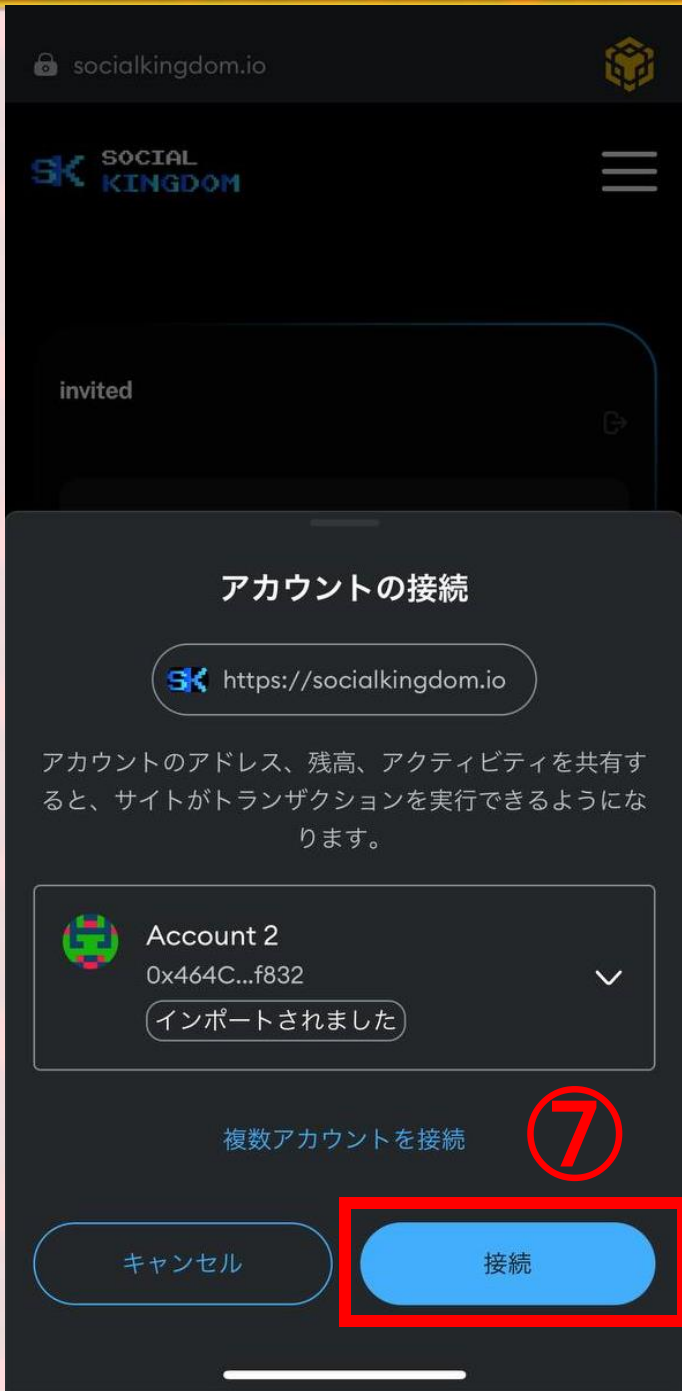 socialkingdom.io
SK SOCIAL
KINGDOM
invited
アカウントの接続
SK https://socialkingdom.io
アカウントのアドレス、残高、アクティビティを共有す
ると、サイトがトランザクションを実行できるようにな
ります。
Account 2
0x464C...f832
インポートされました
複数アカウントを接続
⑦
キャンセル
接続